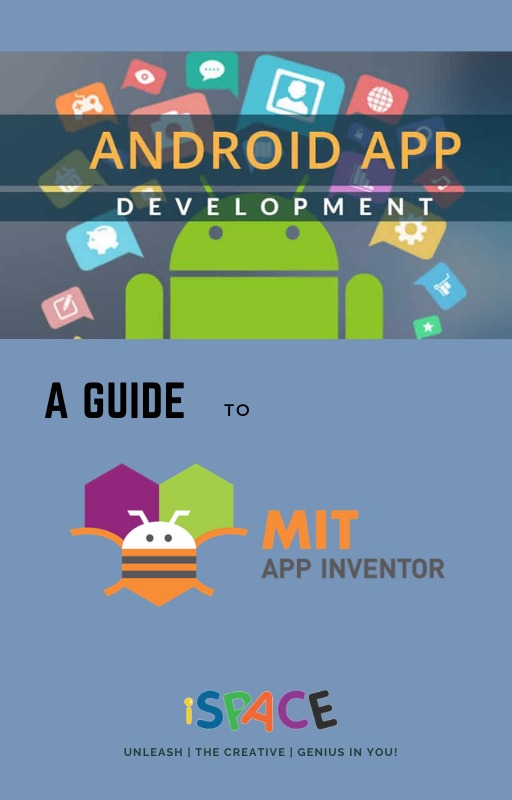 ANDROID APP
DEVELOPMENT
A GUIDE TO
MIT
APP INVENTOR
iSPACE
UNLEASH | THE CREATIVE | GENIUS IN YOU!